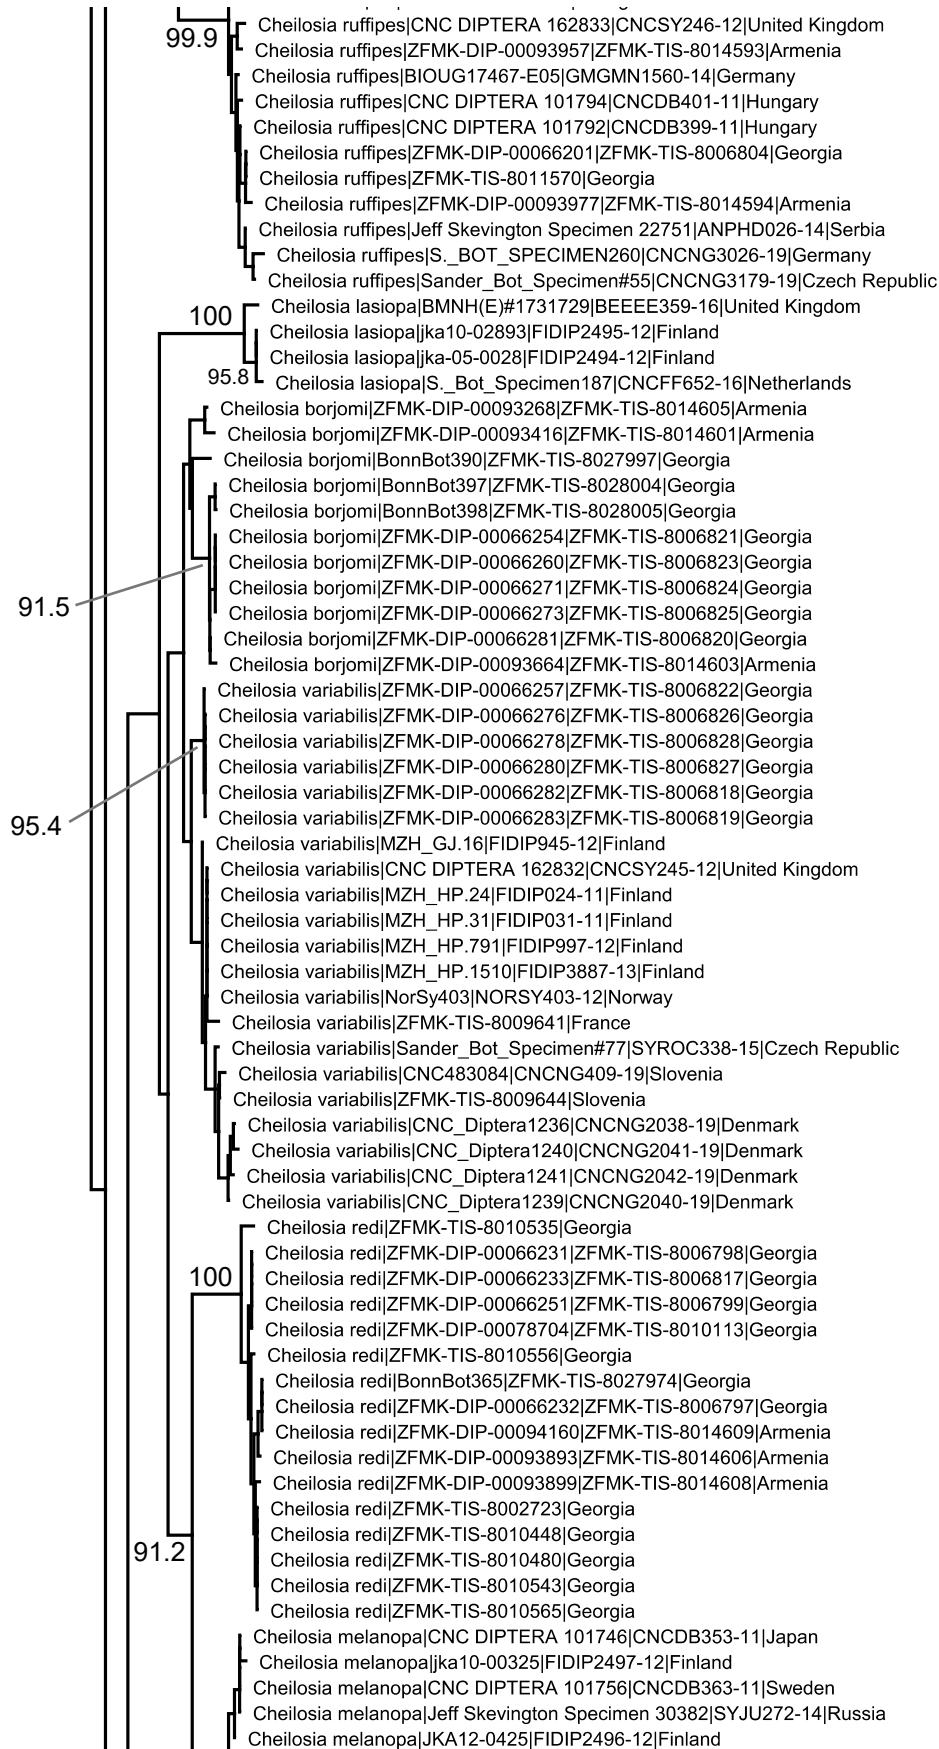 99.9
Cheilosia ruffipes|CNC DIPTERA 162833|CNCSY246-12|United Kingdom
Cheilosia ruffipes|ZFMK-DIP-00093957|ZFMK-TIS-8014593|Armenia
Cheilosia ruffipes|BIOUG17467-E05|GMGMN1560-14|Germany
Cheilosia ruffipes|CNC DIPTERA 101794|CNCDB401-11|Hungary
Cheilosia ruffipes|CNC DIPTERA 101792|CNCDB399-11|Hungary
Cheilosia ruffipes|ZFMK-DIP-00066201|ZFMK-TIS-8006804|Georgia
Cheilosia ruffipes|ZFMK-TIS-8011570|Georgia
Cheilosia ruffipes|ZFMK-DIP-00093977|ZFMK-TIS-8014594|Armenia
Cheilosia ruffipes|Jeff Skevington Specimen 22751|ANPHD026-14|Serbia
Cheilosia ruffipes|S._BOT_SPECIMEN260|CNCNG3026-19|Germany
Cheilosia ruffipes|Sander_Bot_Specimen#55|CNCNG3179-19|Czech Republic
Cheilosia lasiopa|BMNH(E)#1731729|BEEEE359-16|United Kingdom
100
Cheilosia lasiopa|jka10-02893|FIDIP2495-12|Finland
Cheilosia lasiopa|jka-05-0028|FIDIP2494-12|Finland
95.8
Cheilosia lasiopa|S._Bot_Specimen187|CNCFF652-16|Netherlands
Cheilosia borjomi|ZFMK-DIP-00093268|ZFMK-TIS-8014605|Armenia
Cheilosia borjomi|ZFMK-DIP-00093416|ZFMK-TIS-8014601|Armenia
Cheilosia borjomi|BonnBot390|ZFMK-TIS-8027997|Georgia
Cheilosia borjomi|BonnBot397|ZFMK-TIS-8028004|Georgia
Cheilosia borjomi|BonnBot398|ZFMK-TIS-8028005|Georgia
Cheilosia borjomi|ZFMK-DIP-00066254|ZFMK-TIS-8006821|Georgia
Cheilosia borjomi|ZFMK-DIP-00066260|ZFMK-TIS-8006823|Georgia
Cheilosia borjomi|ZFMK-DIP-00066271|ZFMK-TIS-8006824|Georgia
91.5
Cheilosia borjomi|ZFMK-DIP-00066273|ZFMK-TIS-8006825|Georgia
Cheilosia borjomi|ZFMK-DIP-00066281|ZFMK-TIS-8006820|Georgia
Cheilosia borjomi|ZFMK-DIP-00093664|ZFMK-TIS-8014603|Armenia
Cheilosia variabilis|ZFMK-DIP-00066257|ZFMK-TIS-8006822|Georgia
Cheilosia variabilis|ZFMK-DIP-00066276|ZFMK-TIS-8006826|Georgia
Cheilosia variabilis|ZFMK-DIP-00066278|ZFMK-TIS-8006828|Georgia
Cheilosia variabilis|ZFMK-DIP-00066280|ZFMK-TIS-8006827|Georgia
Cheilosia variabilis|ZFMK-DIP-00066282|ZFMK-TIS-8006818|Georgia
Cheilosia variabilis|ZFMK-DIP-00066283|ZFMK-TIS-8006819|Georgia
95.4
Cheilosia variabilis|MZH_GJ.16|FIDIP945-12|Finland
Cheilosia variabilis|CNC DIPTERA 162832|CNCSY245-12|United Kingdom
Cheilosia variabilis|MZH_HP.24|FIDIP024-11|Finland
Cheilosia variabilis|MZH_HP.31|FIDIP031-11|Finland
Cheilosia variabilis|MZH_HP.791|FIDIP997-12|Finland
Cheilosia variabilis|MZH_HP.1510|FIDIP3887-13|Finland
Cheilosia variabilis|NorSy403|NORSY403-12|Norway
Cheilosia variabilis|ZFMK-TIS-8009641|France
Cheilosia variabilis|Sander_Bot_Specimen#77|SYROC338-15|Czech Republic
Cheilosia variabilis|CNC483084|CNCNG409-19|Slovenia
Cheilosia variabilis|ZFMK-TIS-8009644|Slovenia
Cheilosia variabilis|CNC_Diptera1236|CNCNG2038-19|Denmark
Cheilosia variabilis|CNC_Diptera1240|CNCNG2041-19|Denmark
Cheilosia variabilis|CNC_Diptera1241|CNCNG2042-19|Denmark
Cheilosia variabilis|CNC_Diptera1239|CNCNG2040-19|Denmark
Cheilosia redi|ZFMK-TIS-8010535|Georgia
Cheilosia redi|ZFMK-DIP-00066231|ZFMK-TIS-8006798|Georgia
100
Cheilosia redi|ZFMK-DIP-00066233|ZFMK-TIS-8006817|Georgia
Cheilosia redi|ZFMK-DIP-00066251|ZFMK-TIS-8006799|Georgia
Cheilosia redi|ZFMK-DIP-00078704|ZFMK-TIS-8010113|Georgia
Cheilosia redi|ZFMK-TIS-8010556|Georgia
Cheilosia redi|BonnBot365|ZFMK-TIS-8027974|Georgia
Cheilosia redi|ZFMK-DIP-00066232|ZFMK-TIS-8006797|Georgia
Cheilosia redi|ZFMK-DIP-00094160|ZFMK-TIS-8014609|Armenia
Cheilosia redi|ZFMK-DIP-00093893|ZFMK-TIS-8014606|Armenia
Cheilosia redi|ZFMK-DIP-00093899|ZFMK-TIS-8014608|Armenia
Cheilosia redi|ZFMK-TIS-8002723|Georgia
Cheilosia redi|ZFMK-TIS-8010448|Georgia
91.2
Cheilosia redi|ZFMK-TIS-8010480|Georgia
Cheilosia redi|ZFMK-TIS-8010543|Georgia
Cheilosia redi|ZFMK-TIS-8010565|Georgia
Cheilosia melanopa|CNC DIPTERA 101746|CNCDB353-11|Japan
Cheilosia melanopa|jka10-00325|FIDIP2497-12|Finland
Cheilosia melanopa|CNC DIPTERA 101756|CNCDB363-11|Sweden
Cheilosia melanopa|Jeff Skevington Specimen 30382|SYJU272-14|Russia
Cheilosia melanopa|JKA12-0425|FIDIP2496-12|Finland